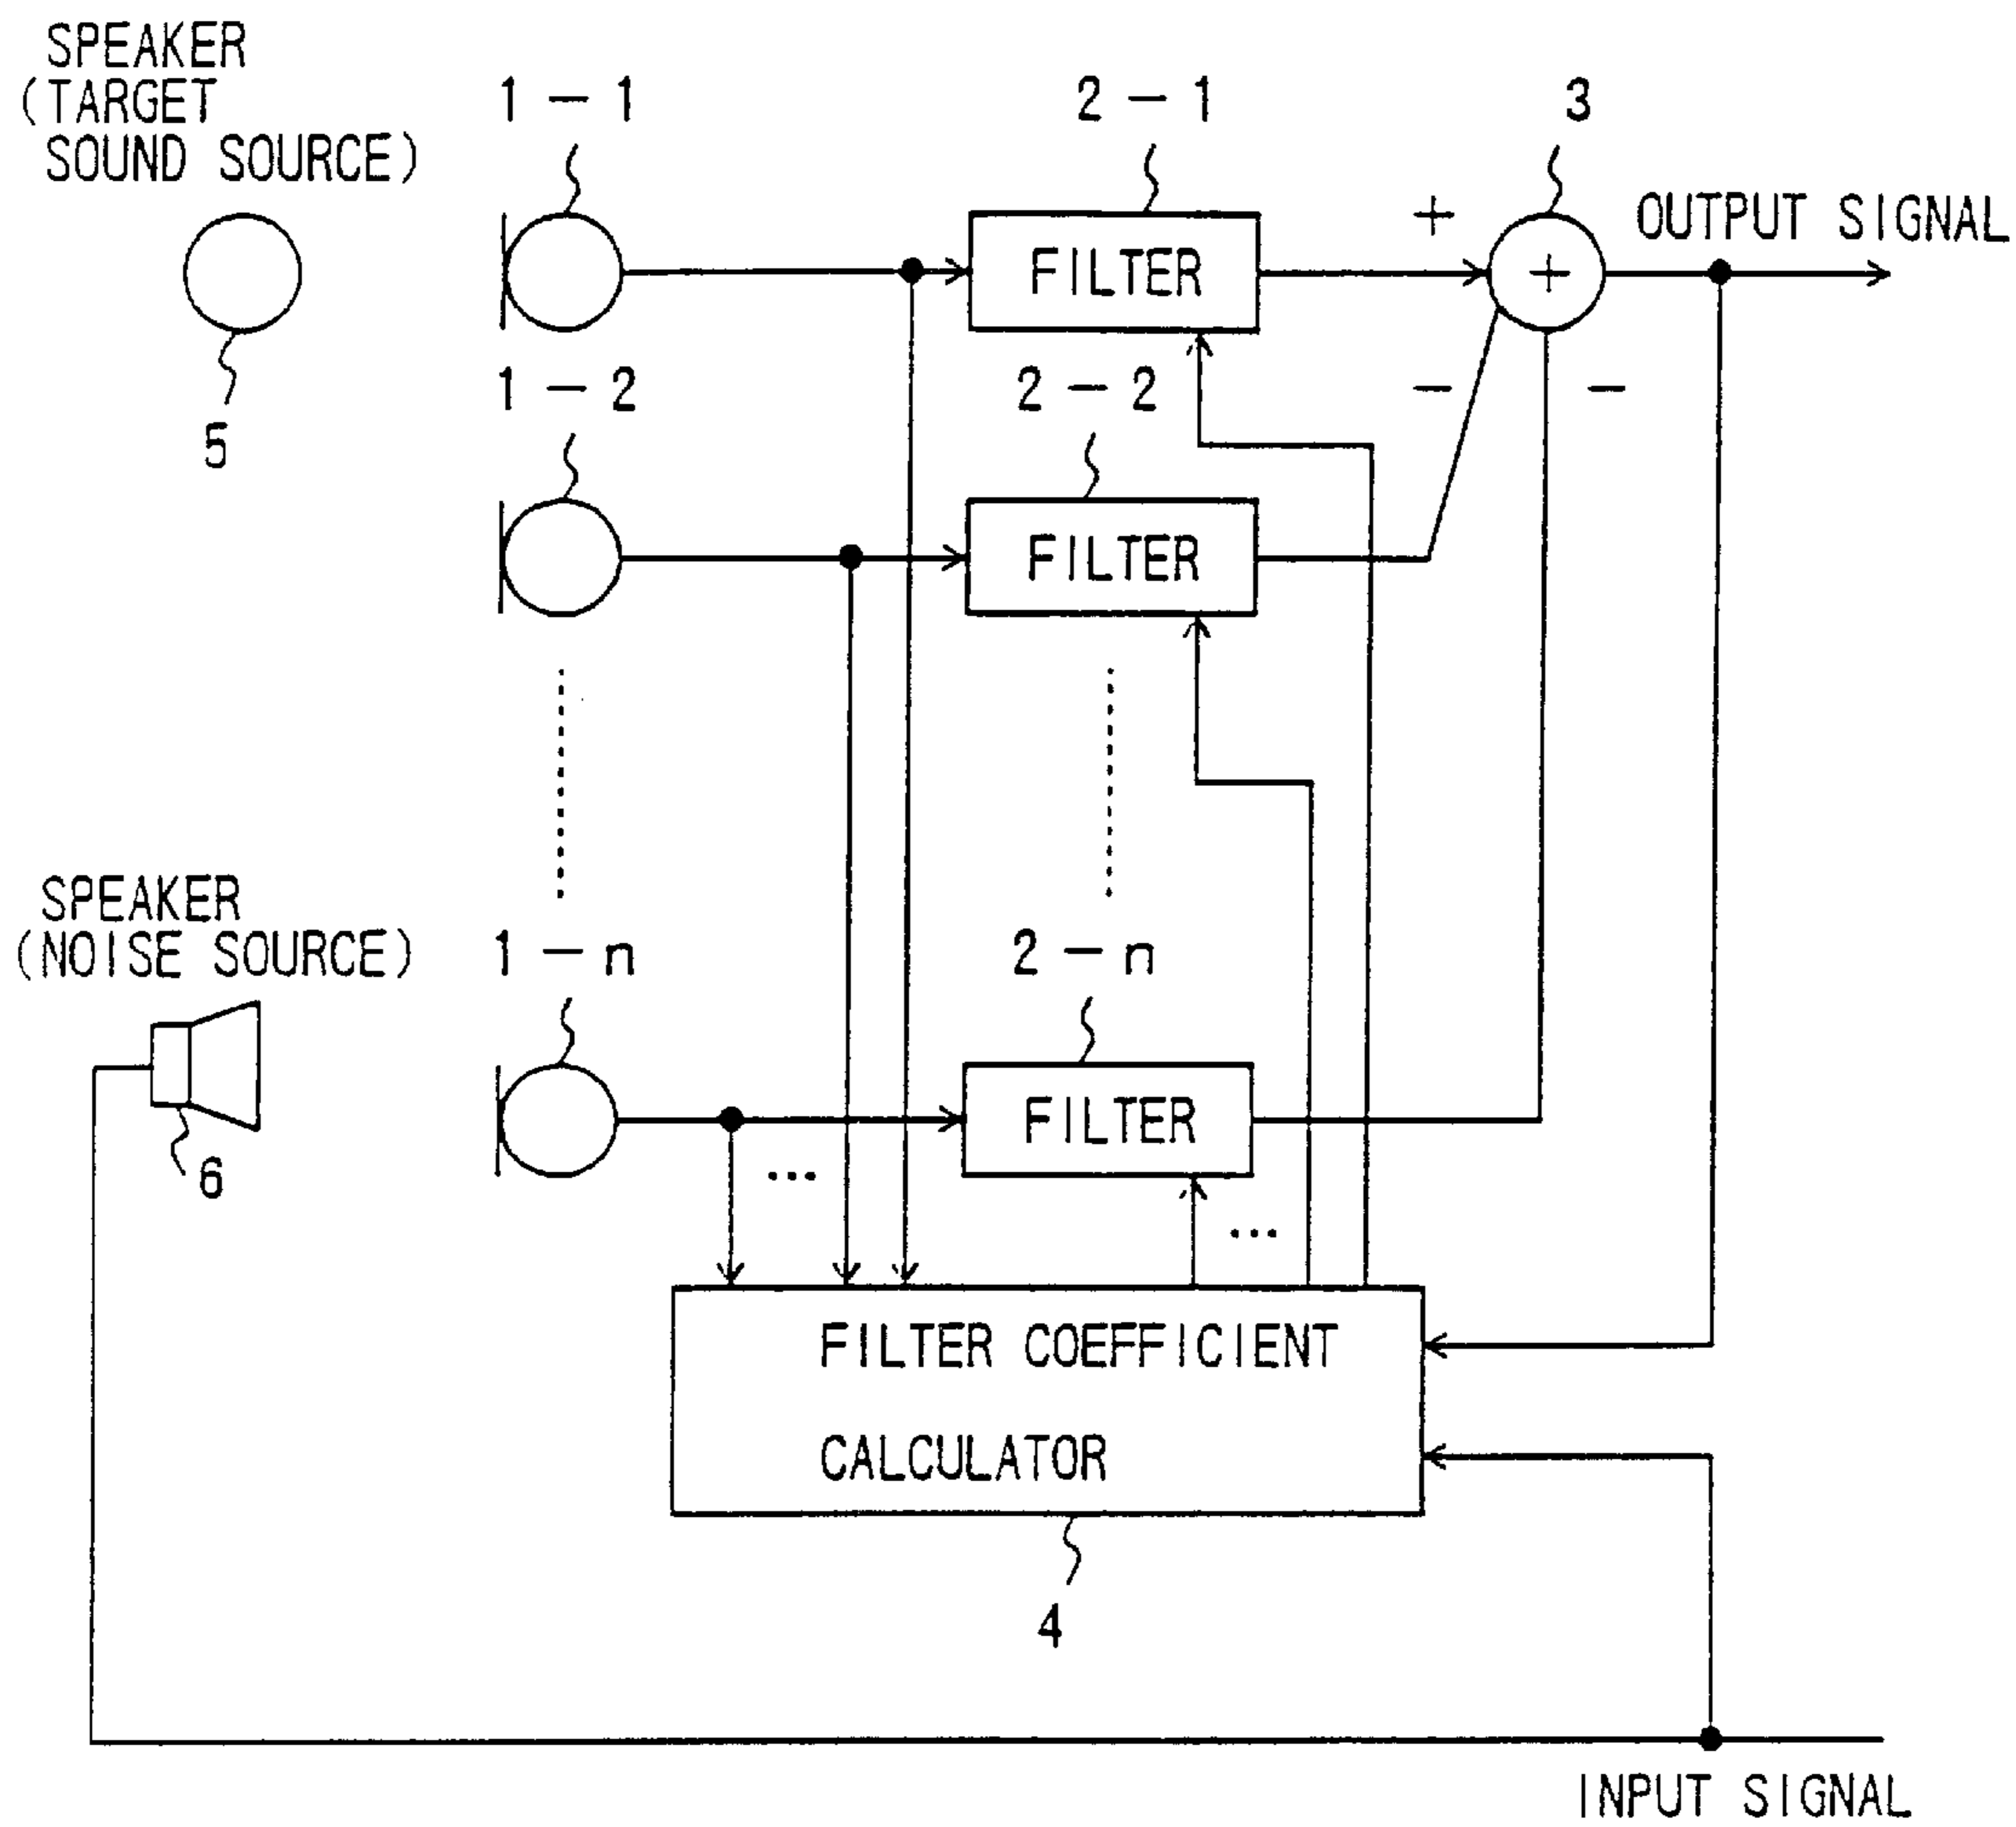 SPEAKER
(TARGET
SOUND SOURCE)
1-1
2-1
3
+
OUTPUT SIGNAL
FILTER
+
5
1-2
2-2
-
-
FILTER
SPEAKER
(NOISE SOURCE)
1-n
2-n
FILTER
6
...
...
FILTER COEFFICIENT
CALCULATOR
4
INPUT SIGNAL